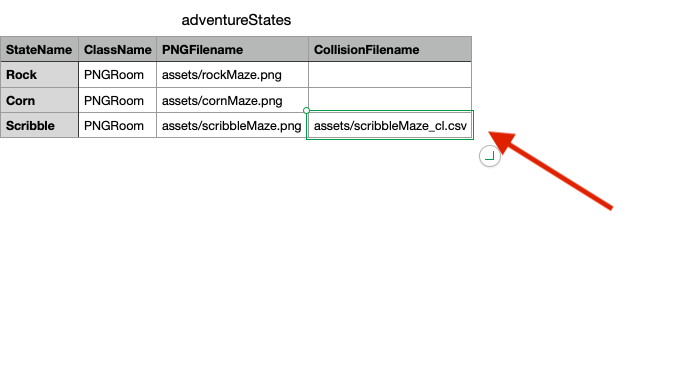 adventureStates
StateName ClassName PNGFilename CollisionFilename
Rock PNGRoom assets/rockMaze.png
Corn PNGRoom assets/cornMaze.png
Scribble PNGRoom assets/scribbleMaze.png assets/scribbleMaze_cl.csv